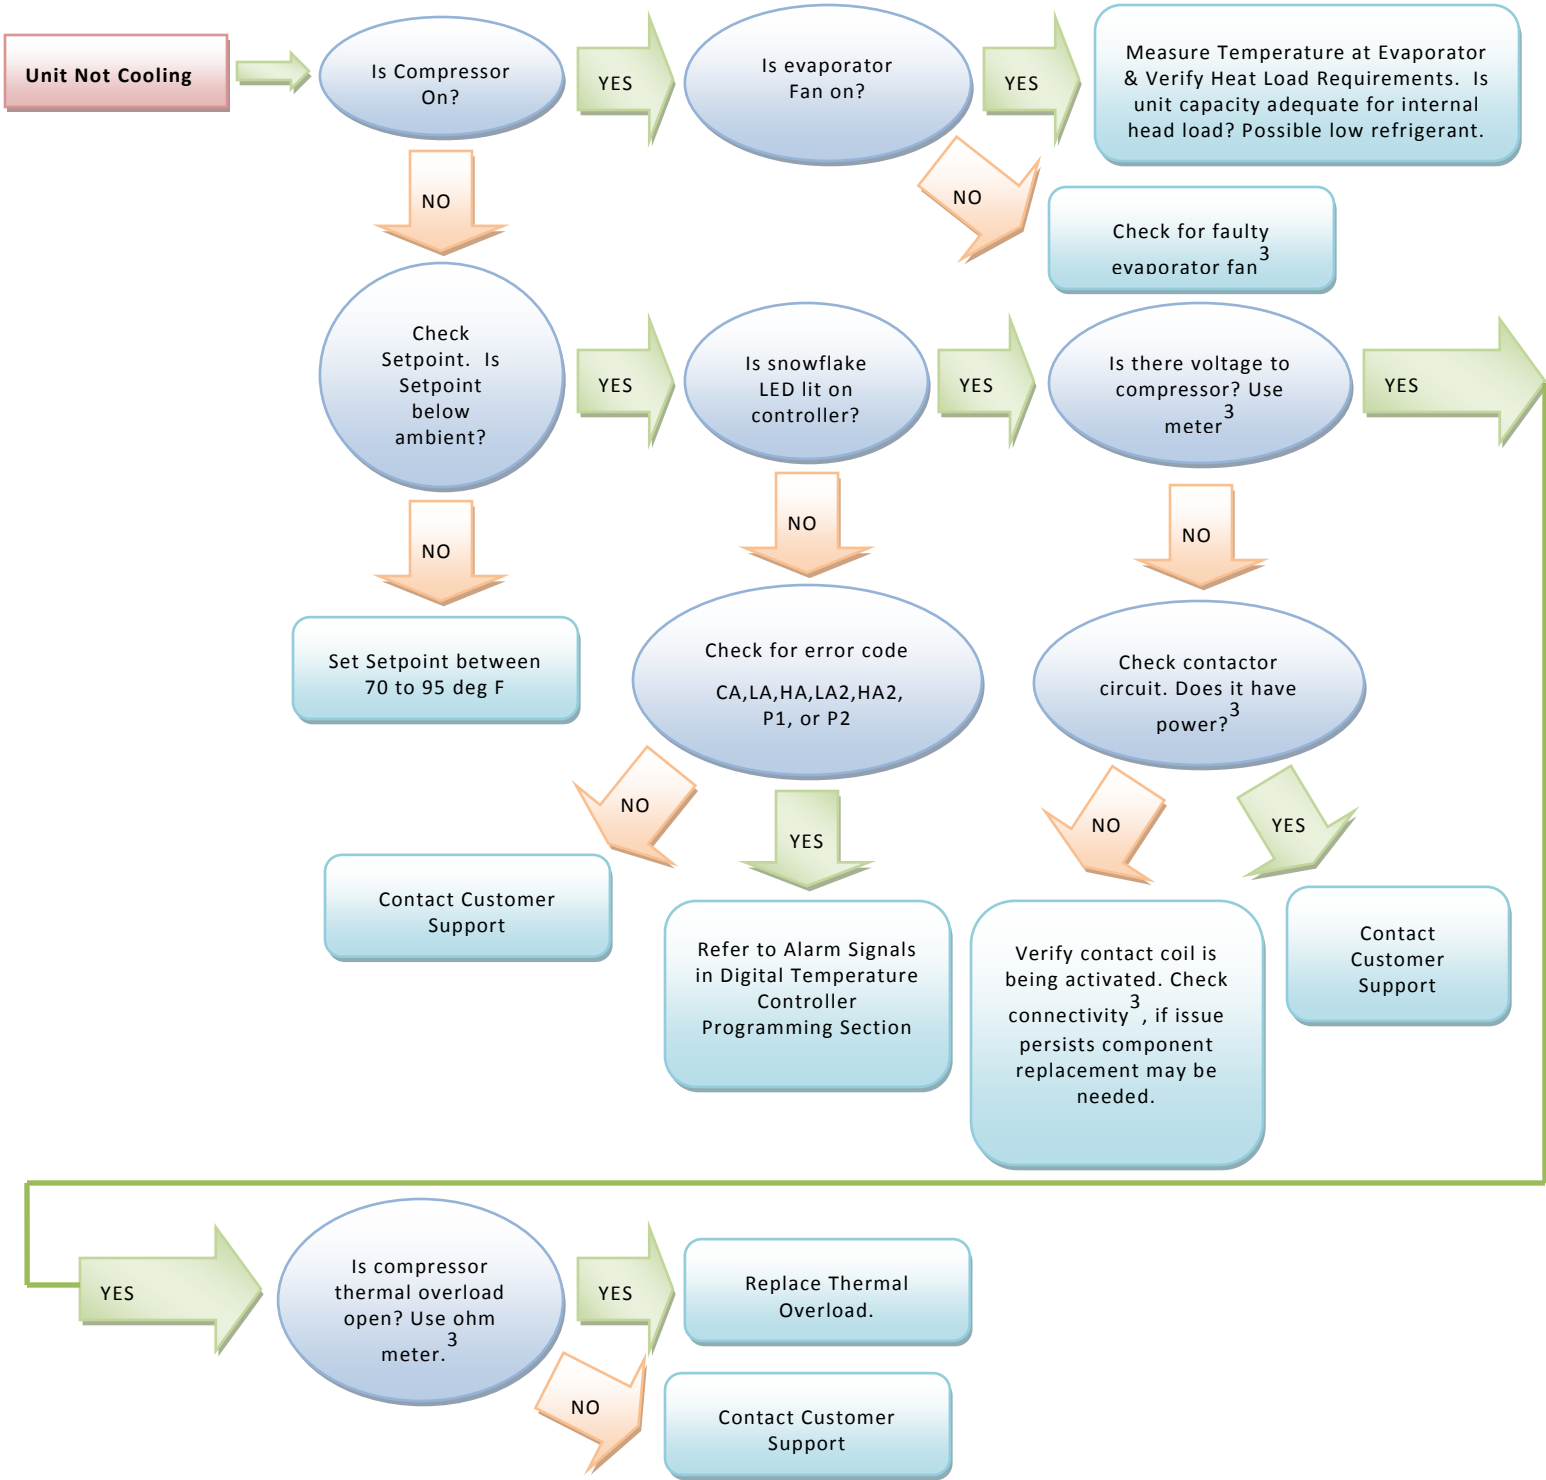 Unit Not Cooling
Is Compressor
On?
YES
Is evaporator
Fan on?
YES
Measure Temperature at Evaporator
& Verify Heat Load Requirements. Is
unit capacity adequate for internal
head load? Possible low refrigerant.
NO
NO
Check for faulty
evaporator fan3
Check
Setpoint. Is
Setpoint
below
ambient?
YES
Is snowflake
LED lit on
controller?
YES
Is there voltage to
compressor? Use
meter3
YES
NO
NO
NO
Set Setpoint between
70 to 95 deg F
Check for error code
CA,LA,HA,LA2,HA2,
P1, or P2
Check contactor
circuit. Does it have
power?3
NO
YES
NO
YES
Contact Customer
Support
Refer to Alarm Signals
in Digital Temperature
Controller
Programming Section
Verify contact coil is
being activated. Check
connectivity3, if issue
persists component
replacement may be
needed.
Contact
Customer
Support
YES
Is compressor
thermal overload
open? Use ohm
meter.3
YES
Replace Thermal
Overload.
NO
Contact Customer
Support